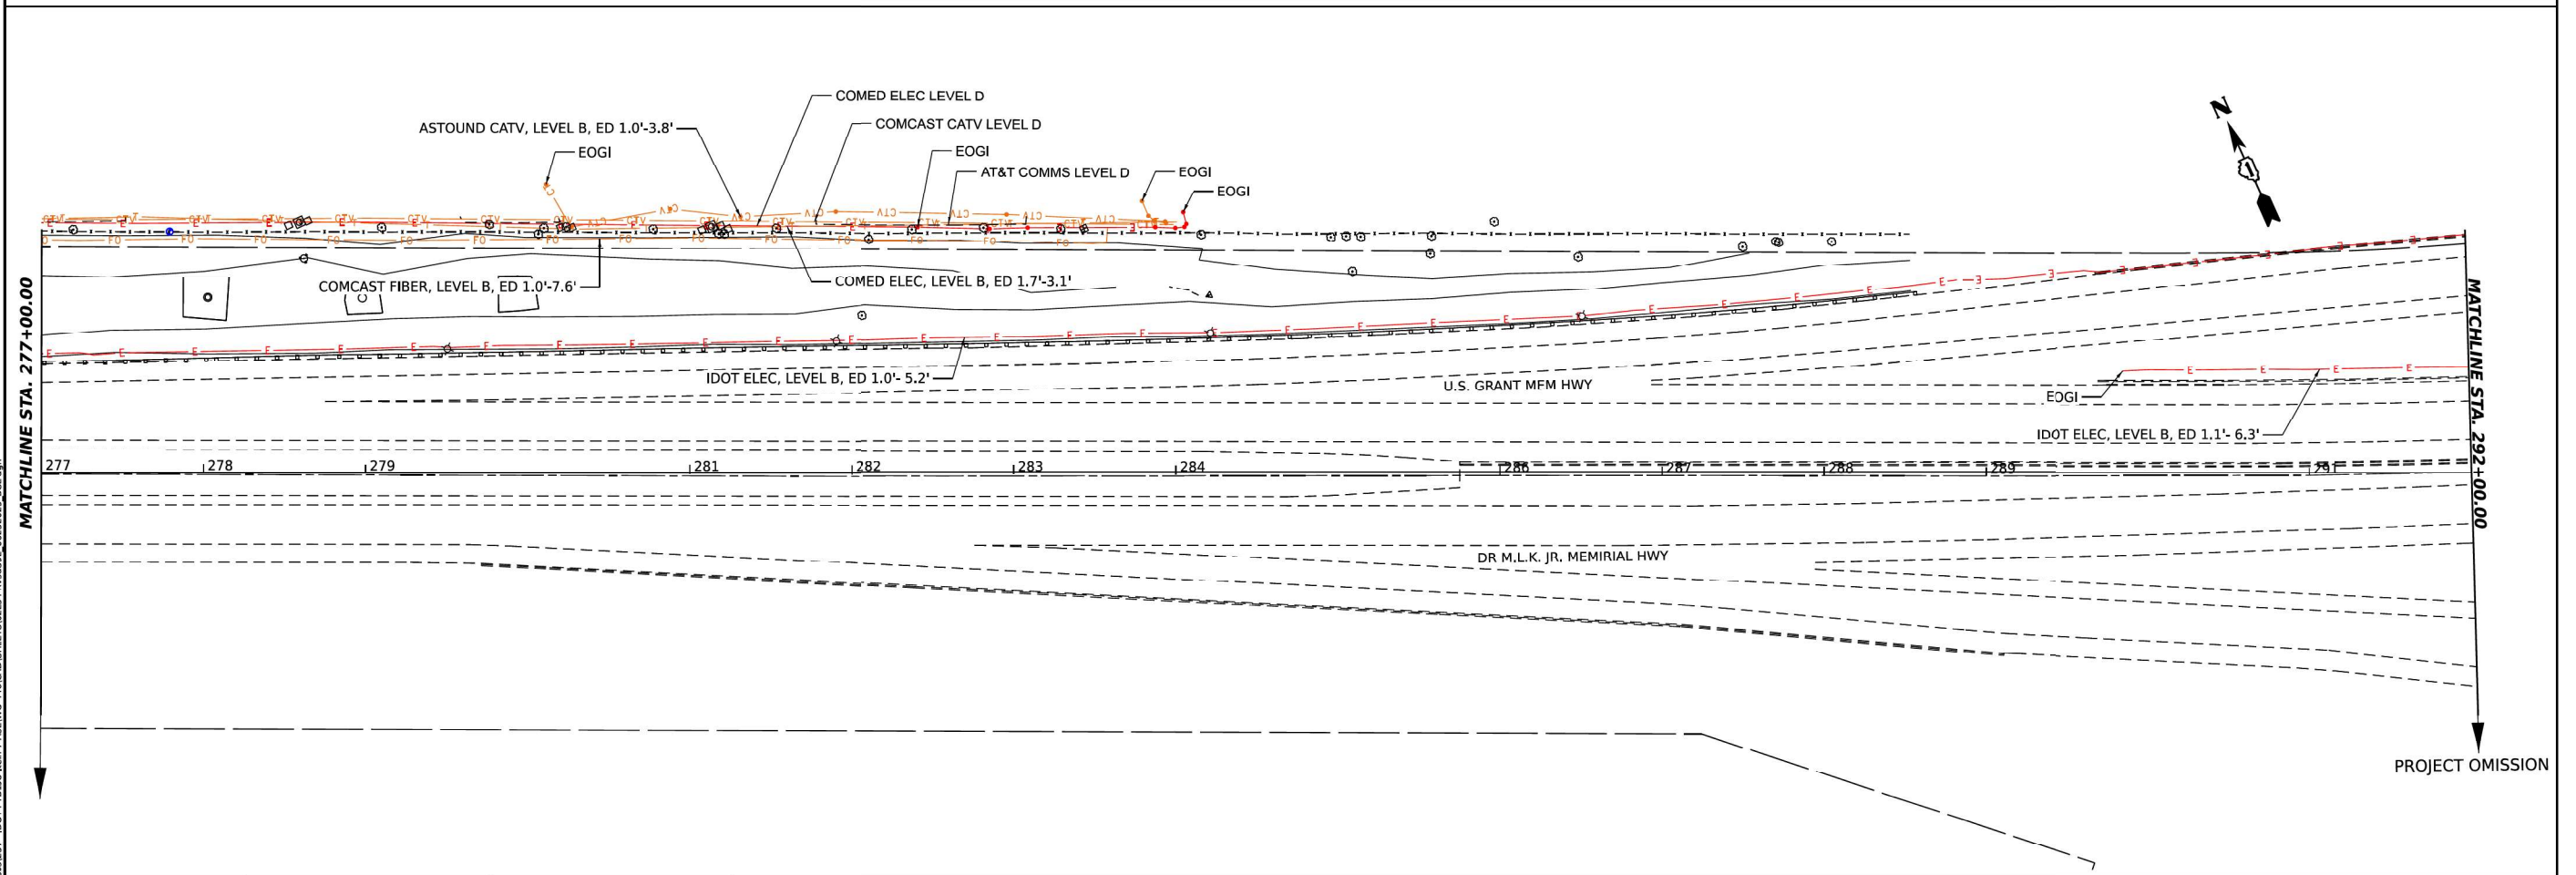 COMED ELEC LEVEL D
ASTOUND CATV, LEVEL B, ED 1.0'-3.8'
COMCAST CATV LEVEL D
EOGI
EOGI
AT&T COMMS LEVEL D
EOGI
EOGI
N
1
COMCAST FIBER, LEVEL B, ED 1.0'-7.6'
COMED ELEC, LEVEL B, ED 1.7'-3.1'
MATCHLINE STA. 277+00.00
MATCHLINE STA. 292+00.00
IDOT ELEC, LEVEL B, ED 1.0'- 5.2'
U.S. GRANT MEM HWY
EOGI
IDOT ELEC, LEVEL B, ED 1.1'- 6.3'
277 278 279 281 282 283 284 286 287 288 289 291
DR M.L.K. JR. MEMIRIAL HWY
PROJECT OMISSION